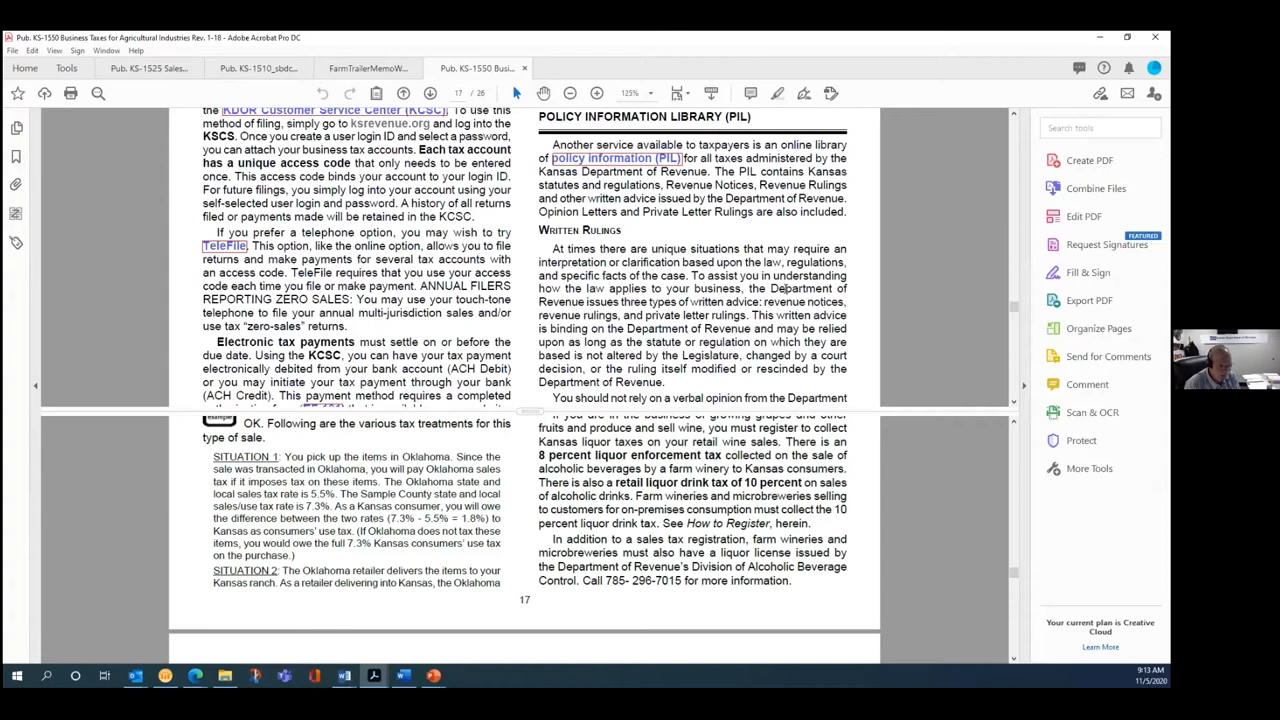 Pub. KS-1550 Business Taxes for Agricultural Industries Rev. 1-18 - Adobe Acrobat Pro DC
File Edit View Sign Window Help
Home Tools Pub. KS-1525 Sales... Pub. KS-1510_sbdc... FarmTrailerMemoW... Pub. KS-1550 Busi... ×
17 / 26 125%
the KDOR Customer Service Center (KCSC). To use this
method of filing, simply go to ksrevenue.org and log into the
KSCS. Once you create a user login ID and select a password,
you can attach your business tax accounts. Each tax account
has a unique access code that only needs to be entered
once. This access code binds your account to your login ID.
For future filings, you simply log into your account using your
self-selected user login and password. A history of all returns
filed or payments made will be retained in the KCSC.
If you prefer a telephone option, you may wish to try
TeleFile. This option, like the online option, allows you to file
returns and make payments for several tax accounts with
an access code. TeleFile requires that you use your access
code each time you file or make payment. ANNUAL FILERS
REPORTING ZERO SALES: You may use your touch-tone
telephone to file your annual multi-jurisdiction sales and/or
use tax "zero-sales" returns.
Electronic tax payments must settle on or before the
due date. Using the KCSC, you can have your tax payment
electronically debited from your bank account (ACH Debit)
or you may initiate your tax payment through your bank
(ACH Credit). This payment method requires a completed
POLICY INFORMATION LIBRARY (PIL)
Another service available to taxpayers is an online library
of policy information (PIL) for all taxes administered by the
Kansas Department of Revenue. The PIL contains Kansas
statutes and regulations, Revenue Notices, Revenue Rulings
and other written advice issued by the Department of Revenue.
Opinion Letters and Private Letter Rulings are also included.
WRITTEN RULINGS
At times there are unique situations that may require an
interpretation or clarification based upon the law, regulations,
and specific facts of the case. To assist you in understanding
how the law applies to your business, the Department of
Revenue issues three types of written advice: revenue notices,
revenue rulings, and private letter rulings. This written advice
is binding on the Department of Revenue and may be relied
upon as long as the statute or regulation on which they are
based is not altered by the Legislature, changed by a court
decision, or the ruling itself modified or rescinded by the
Department of Revenue.
You should not rely on a verbal opinion from the Department
example
OK. Following are the various tax treatments for this
type of sale.
SITUATION 1: You pick up the items in Oklahoma. Since the
sale was transacted in Oklahoma, you will pay Oklahoma sales
tax if it imposes tax on these items. The Oklahoma state and
local sales tax rate is 5.5%. The Sample County state and local
sales/use tax rate is 7.3%. As a Kansas consumer, you will owe
the difference between the two rates (7.3% - 5.5% = 1.8%) to
Kansas as consumers' use tax. (If Oklahoma does not tax these
items, you would owe the full 7.3% Kansas consumers' use tax
on the purchase.)
SITUATION 2: The Oklahoma retailer delivers the items to your
Kansas ranch. As a retailer delivering into Kansas, the Oklahoma
If you are in the business of growing grapes and other
fruits and produce and sell wine, you must register to collect
Kansas liquor taxes on your retail wine sales. There is an
8 percent liquor enforcement tax collected on the sale of
alcoholic beverages by a farm winery to Kansas consumers.
There is also a retail liquor drink tax of 10 percent on sales
of alcoholic drinks. Farm wineries and microbreweries selling
to customers for on-premises consumption must collect the 10
percent liquor drink tax. See How to Register, herein.
In addition to a sales tax registration, farm wineries and
microbreweries must also have a liquor license issued by
the Department of Revenue's Division of Alcoholic Beverage
Control. Call 785- 296-7015 for more information.
17
Search tools
Create PDF
Combine Files
Edit PDF
FEATURED
Request Signatures
Fill & Sign
Export PDF
Organize Pages
Send for Comments
Comment
Scan & OCR
Protect
More Tools
Your current plan is Creative
Cloud
Learn More
9:13 AM
11/5/2020